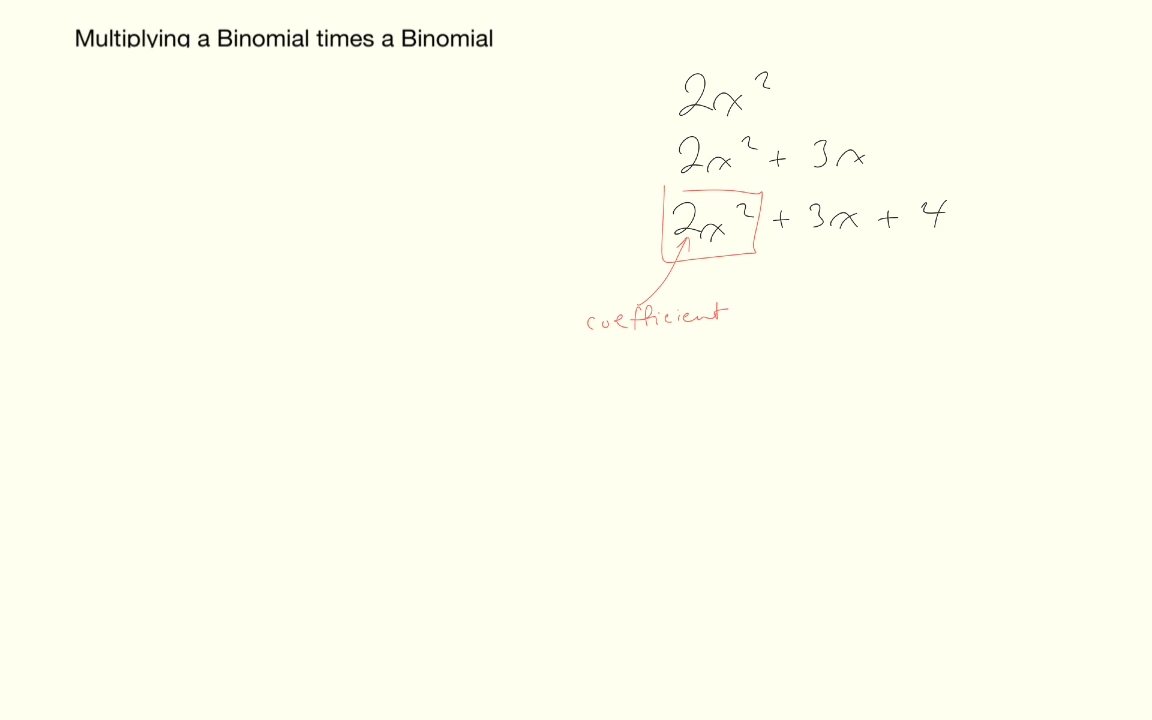 Multiplying a Binomial times a Binomial
2x²
2x² + 3x
2x² + 3x + 4
coefficient